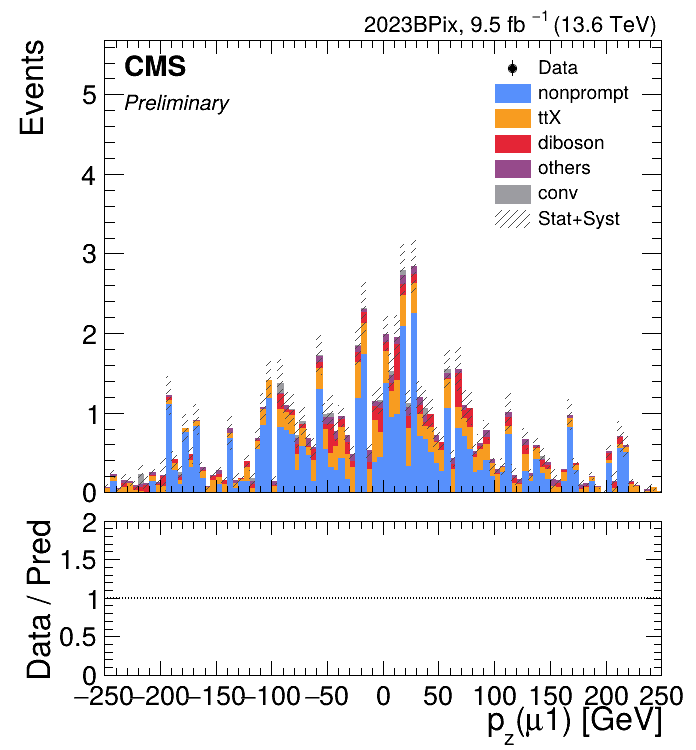 2023BPix, 9.5 fb⁻¹ (13.6 TeV)
CMS
Preliminary
Data
nonprompt
ttX
diboson
others
conv
Stat+Syst
Events
5
4
3
2
1
0
Data / Pred
2
1.5
1
0.5
0
−250 −200 −150 −100 −50 0 50 100 150 200 250
p_z(μ1) [GeV]